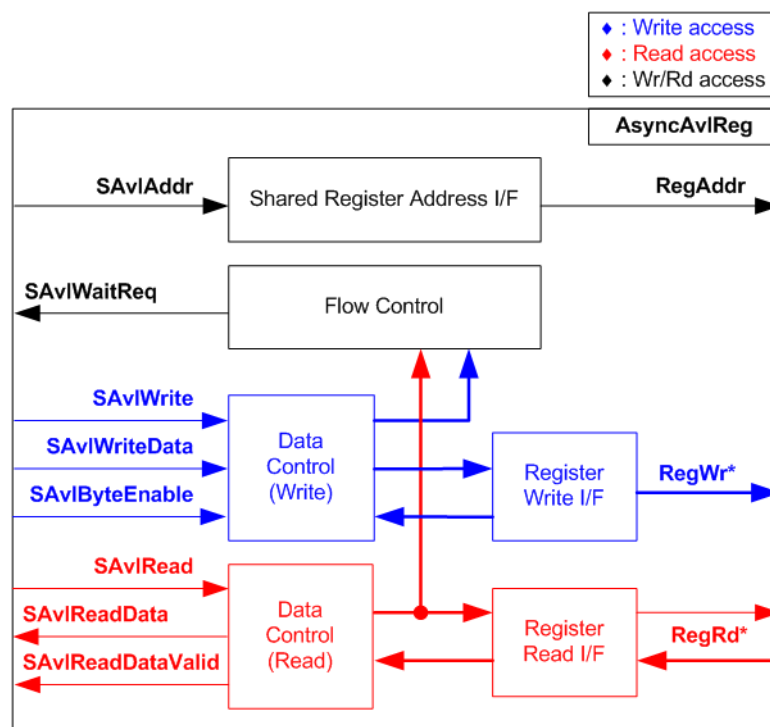 ♦ : Write access
♦ : Read access
♦ : Wr/Rd access
AsyncAvlReg
SAvlAddr
Shared Register Address I/F
RegAddr
SAvlWaitReq
Flow Control
SAvlWrite
SAvlWriteData
SAvlByteEnable
Data
Control
(Write)
Register
Write I/F
RegWr*
SAvlRead
SAvlReadData
SAvlReadDataValid
Data
Control
(Read)
Register
Read I/F
RegRd*